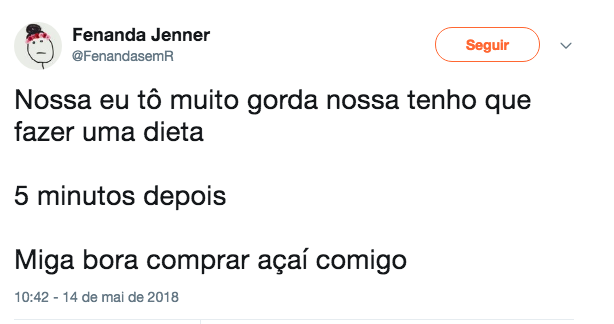 Fenanda Jenner
@FenandasemR
Seguir
Nossa eu tô muito gorda nossa tenho que
fazer uma dieta
5 minutos depois
Miga bora comprar açaí comigo
10:42 - 14 de mai de 2018